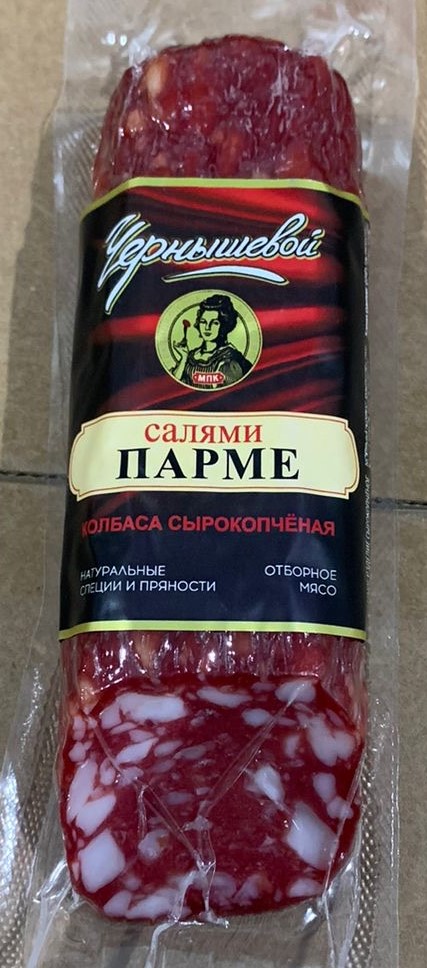 Чернышевой
МПК
салями
ПАРМЕ
КОЛБАСА СЫРОКОПЧЁНАЯ
НАТУРАЛЬНЫЕ
СПЕЦИИ И ПРЯНОСТИ
ОТБОРНОЕ
МЯСО